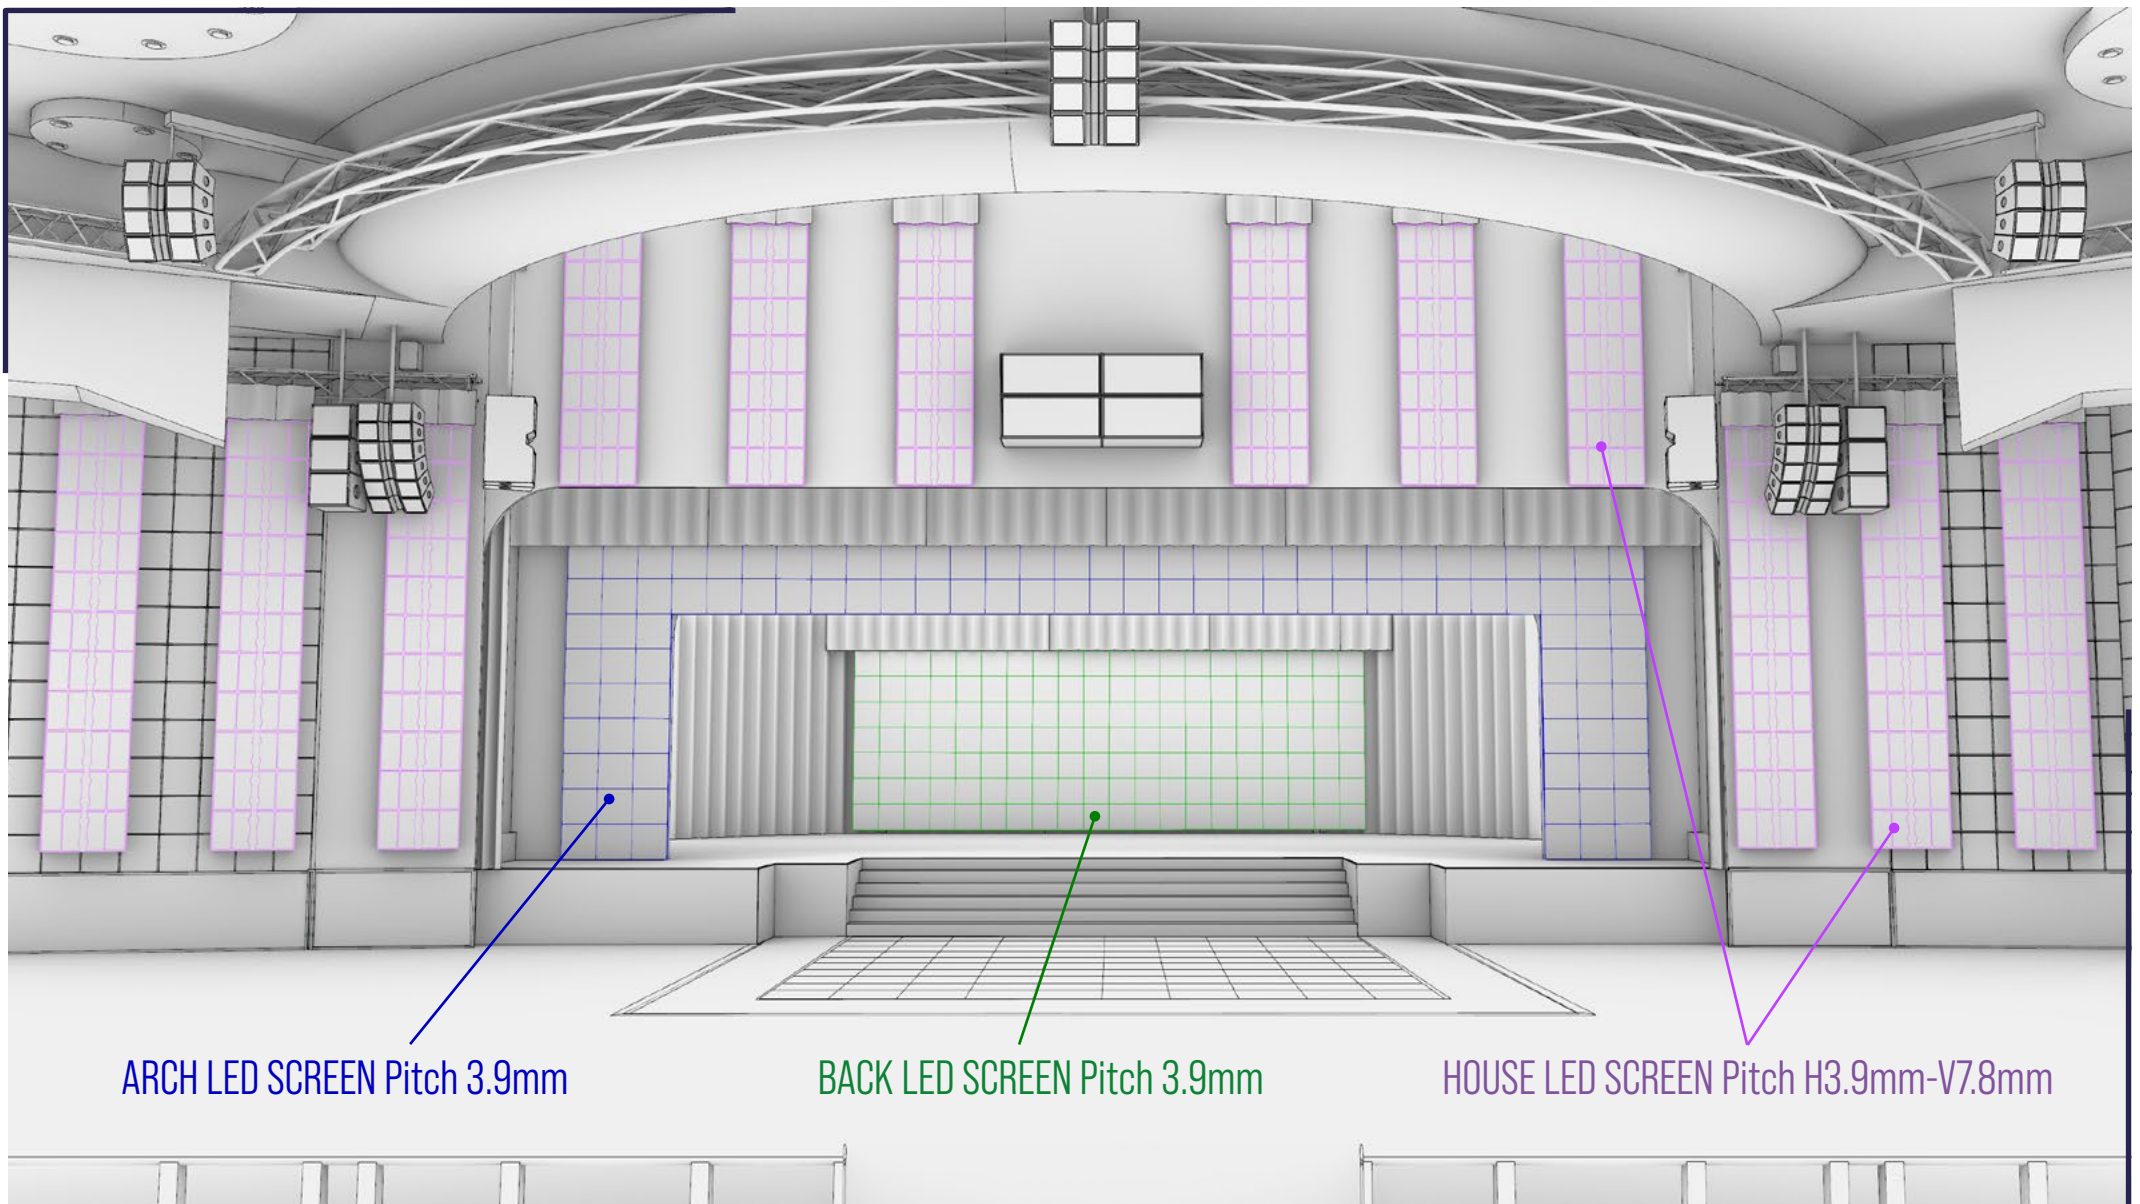 ARCH LED SCREEN Pitch 3.9mm
BACK LED SCREEN Pitch 3.9mm
HOUSE LED SCREEN Pitch H3.9mm-V7.8mm